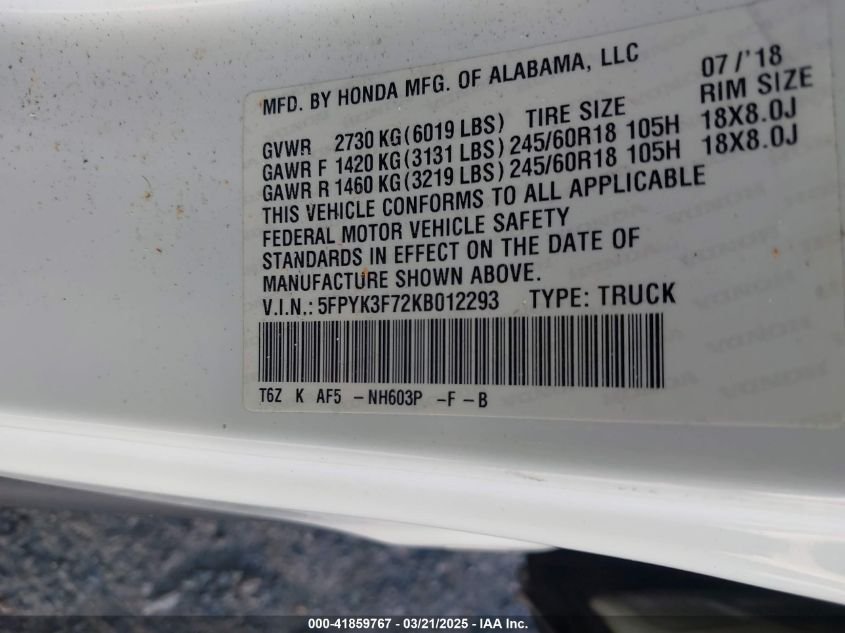 MFD. BY HONDA MFG. OF ALABAMA, LLC 07/'18
GVWR 2730 KG(6019 LBS) TIRE SIZE RIM SIZE
GAWR F 1420 KG(3131 LBS) 245/60R18 105H 18X8.0J
GAWR R 1460 KG(3219 LBS) 245/60R18 105H 18X8.0J
THIS VEHICLE CONFORMS TO ALL APPLICABLE
FEDERAL MOTOR VEHICLE SAFETY
STANDARDS IN EFFECT ON THE DATE OF
MANUFACTURE SHOWN ABOVE.
V.I.N.: 5FPYK3F72KB012293 TYPE: TRUCK
T6Z K AF5 -NH603P -F -B
000-41859767 / 03/21/2025 - IAA Inc.